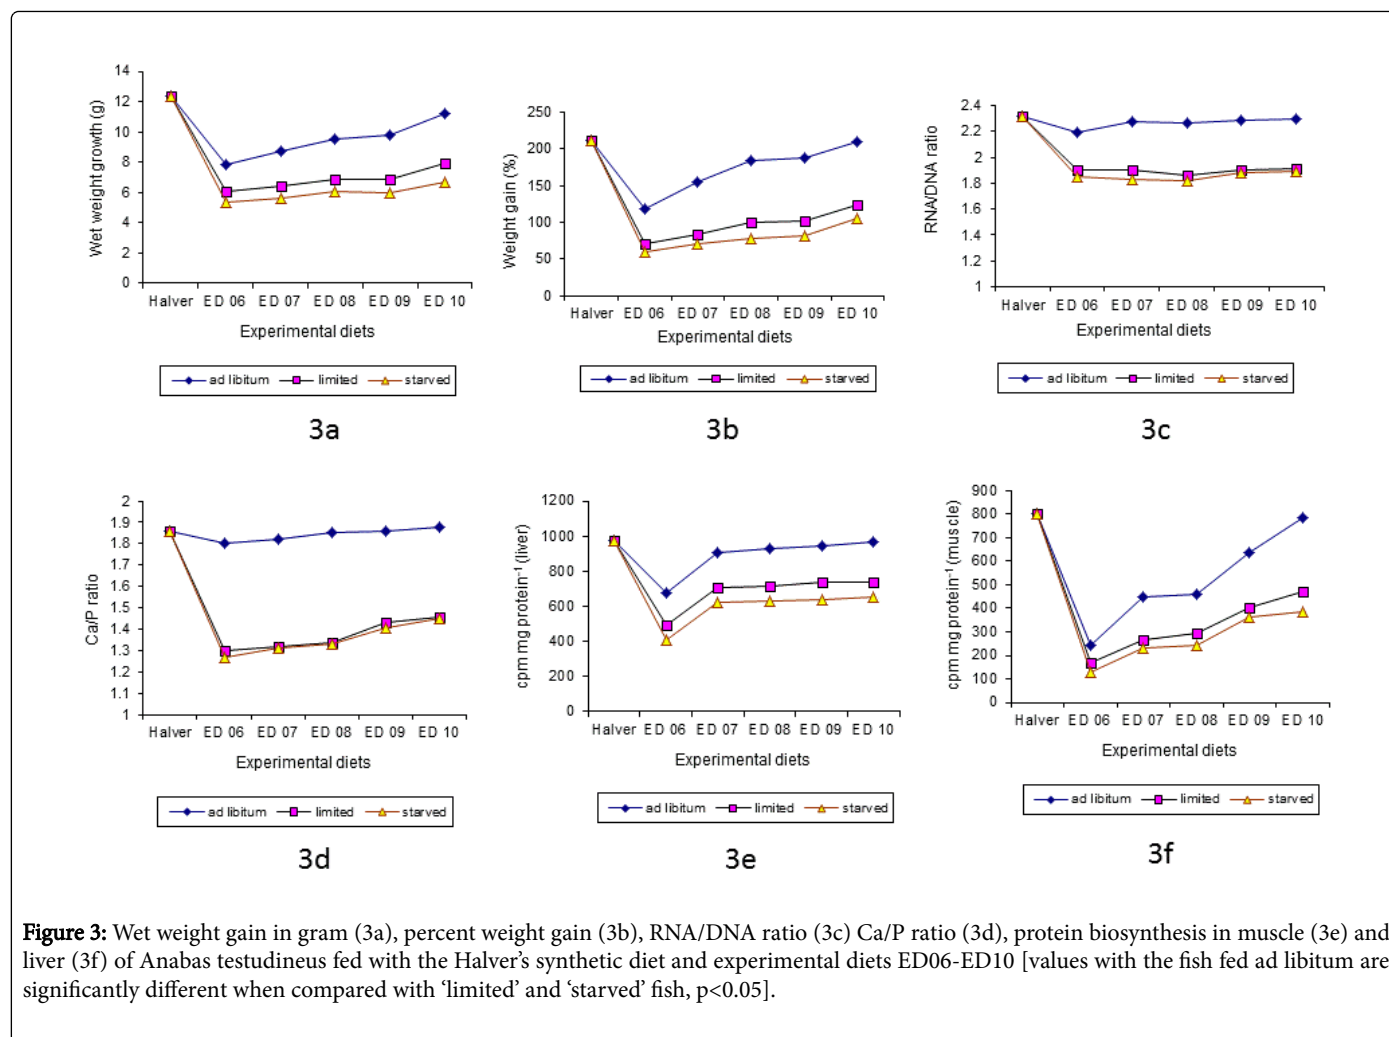 14
12
10
8
6
4
2
0
Wet weight growth (g)
Halver ED 06 ED 07 ED 08 ED 09 ED 10
Experimental diets
ad libitum limited starved
3a
250
200
150
100
50
0
Weight gain (%)
Halver ED 06 ED 07 ED 08 ED 09 ED 10
Experimental diets
ad libitum limited starved
3b
2.4
2.2
2
1.8
1.6
1.4
1.2
1
RNA/DNA ratio
Halver ED 06 ED 07 ED 08 ED 09 ED 10
Experimental diets
ad libitum limited starved
3c
2
1.9
1.8
1.7
1.6
1.5
1.4
1.3
1.2
1.1
1
Ca/P ratio
Halver ED 06 ED 07 ED 08 ED 09 ED 10
Experimental diets
ad libitum limited starved
3d
1200
1000
800
600
400
200
0
cpm mg protein⁻¹ (liver)
Halver ED 06 ED 07 ED 08 ED 09 ED 10
Experimental diets
ad libitum limited starved
3e
900
800
700
600
500
400
300
200
100
0
cpm mg protein⁻¹ (muscle)
Halver ED 06 ED 07 ED 08 ED 09 ED 10
Experimental diets
ad libitum limited starved
3f
Figure 3: Wet weight gain in gram (3a), percent weight gain (3b), RNA/DNA ratio (3c) Ca/P ratio (3d), protein biosynthesis in muscle (3e) and
liver (3f) of Anabas testudineus fed with the Halver's synthetic diet and experimental diets ED06-ED10 [values with the fish fed ad libitum are
significantly different when compared with 'limited' and 'starved' fish, p<0.05].